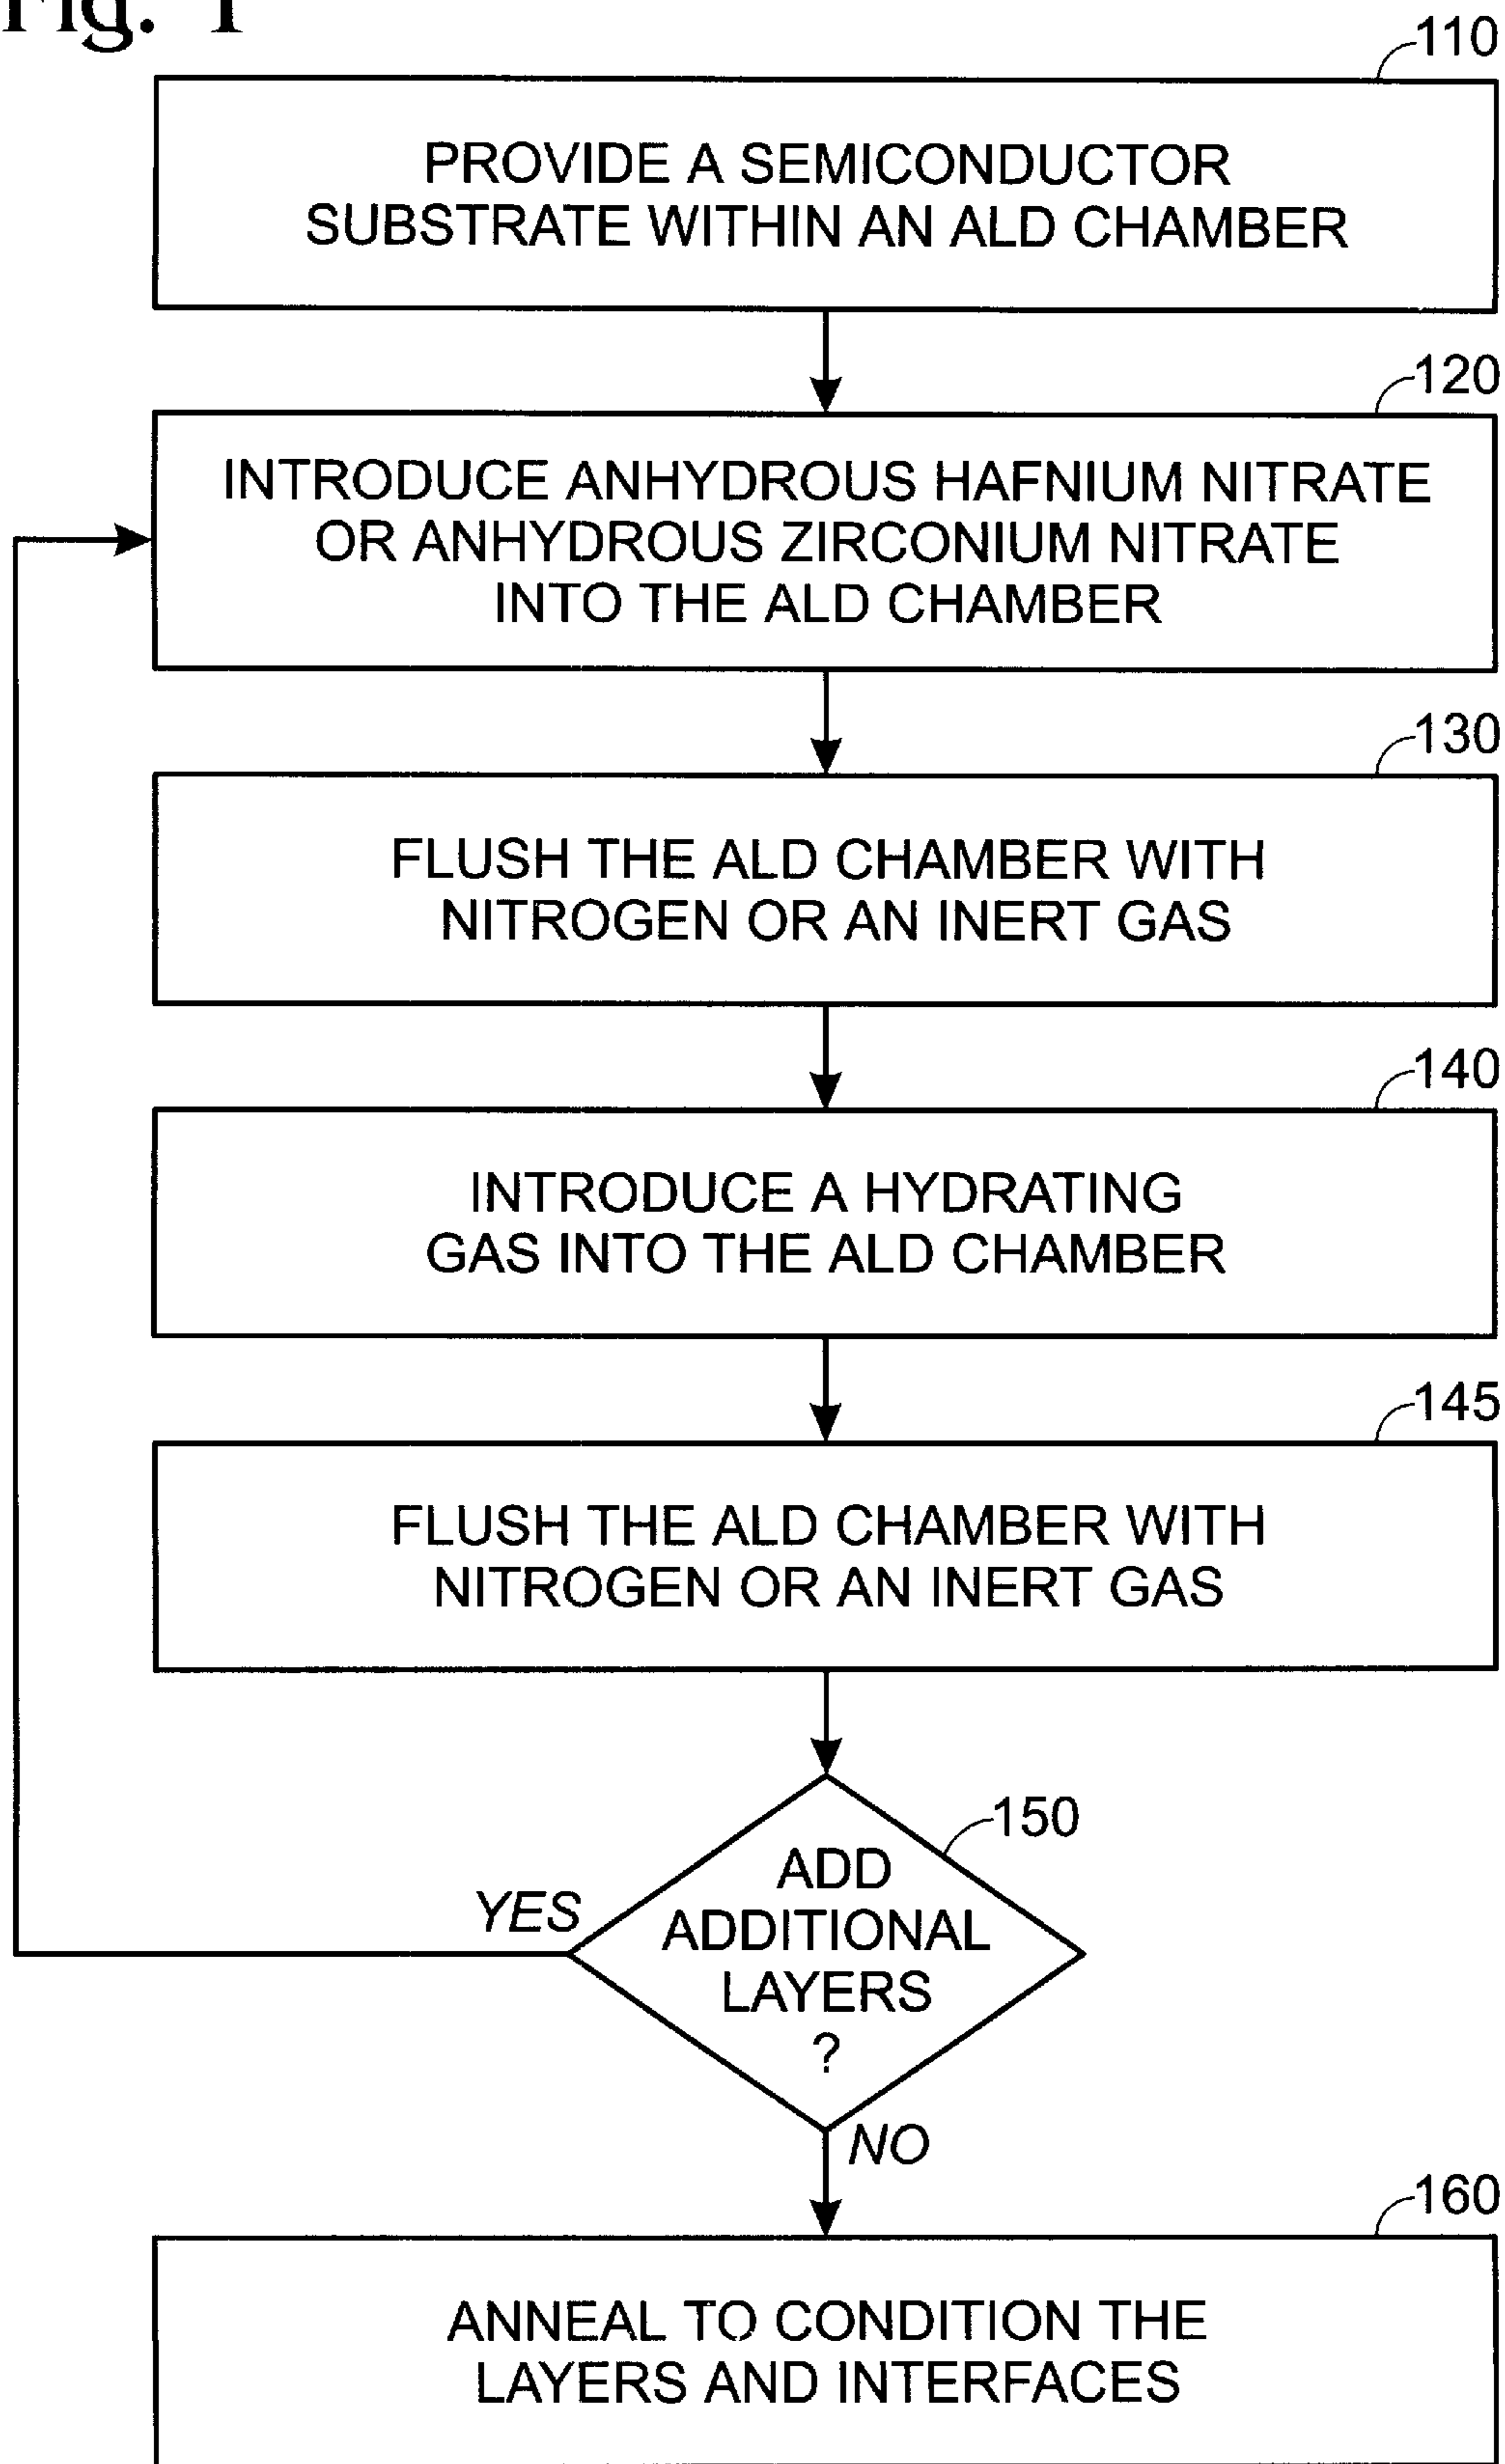 Fig. 1
110
PROVIDE A SEMICONDUCTOR
SUBSTRATE WITHIN AN ALD CHAMBER
120
INTRODUCE ANHYDROUS HAFNIUM NITRATE
OR ANHYDROUS ZIRCONIUM NITRATE
INTO THE ALD CHAMBER
130
FLUSH THE ALD CHAMBER WITH
NITROGEN OR AN INERT GAS
140
INTRODUCE A HYDRATING
GAS INTO THE ALD CHAMBER
145
FLUSH THE ALD CHAMBER WITH
NITROGEN OR AN INERT GAS
150
ADD
ADDITIONAL
LAYERS
?
YES
NO
160
ANNEAL TO CONDITION THE
LAYERS AND INTERFACES